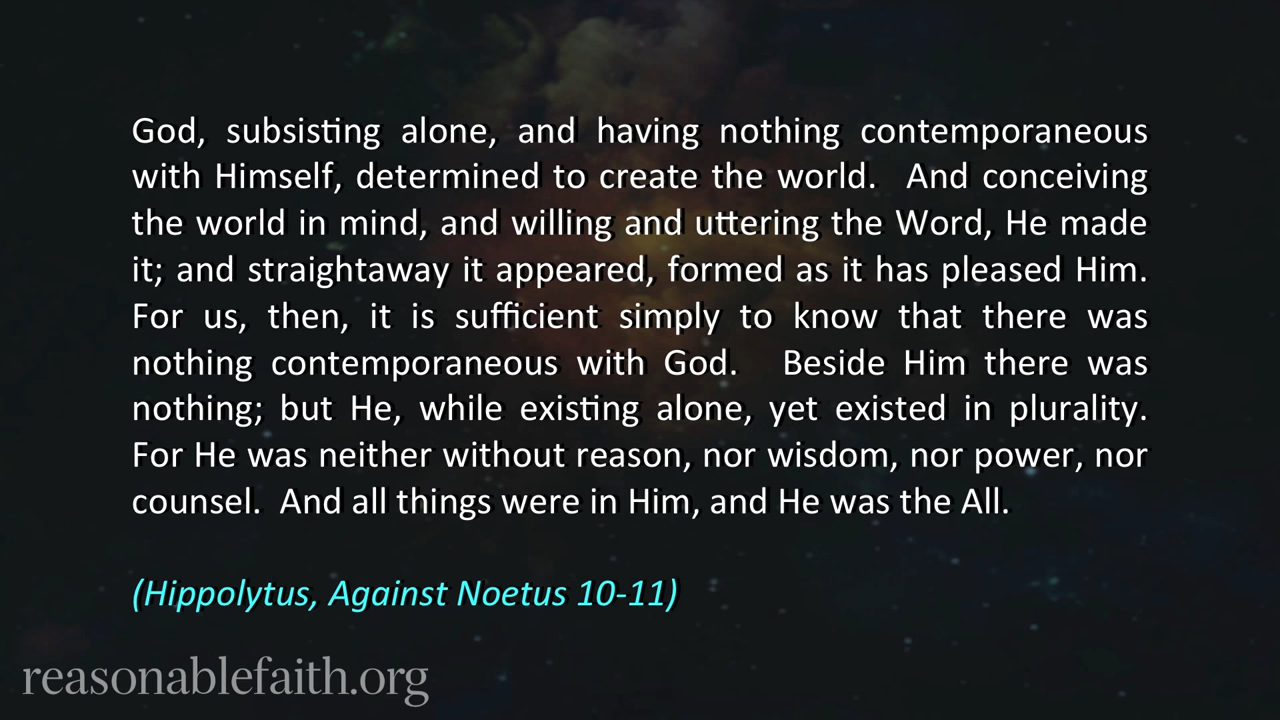 God, subsisting alone, and having nothing contemporaneous
with Himself, determined to create the world. And conceiving
the world in mind, and willing and uttering the Word, He made
it; and straightaway it appeared, formed as it has pleased Him.
For us, then, it is sufficient simply to know that there was
nothing contemporaneous with God. Beside Him there was
nothing; but He, while existing alone, yet existed in plurality.
For He was neither without reason, nor wisdom, nor power, nor
counsel. And all things were in Him, and He was the All.
(Hippolytus, Against Noetus 10-11)
reasonablefaith.org